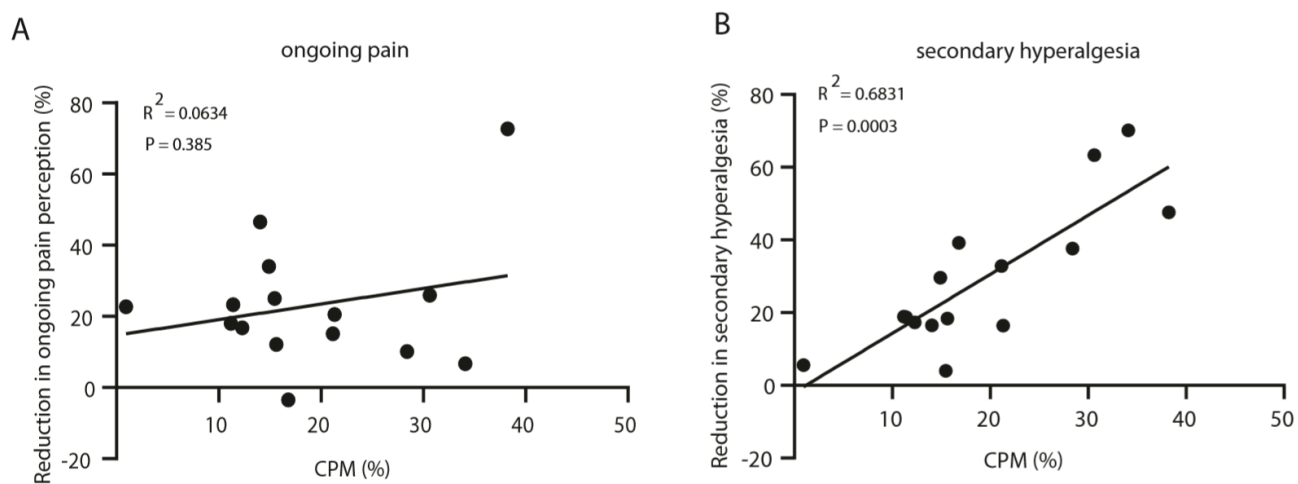 A
ongoing pain
R2 = 0.0634
P = 0.385
Reduction in ongoing pain perception (%)
80
60
40
20
0
-20
10 20 30 40 50
CPM (%)
B
secondary hyperalgesia
R2 = 0.6831
P = 0.0003
Reduction in secondary hyperalgesia (%)
80
60
40
20
0
-20
10 20 30 40 50
CPM (%)